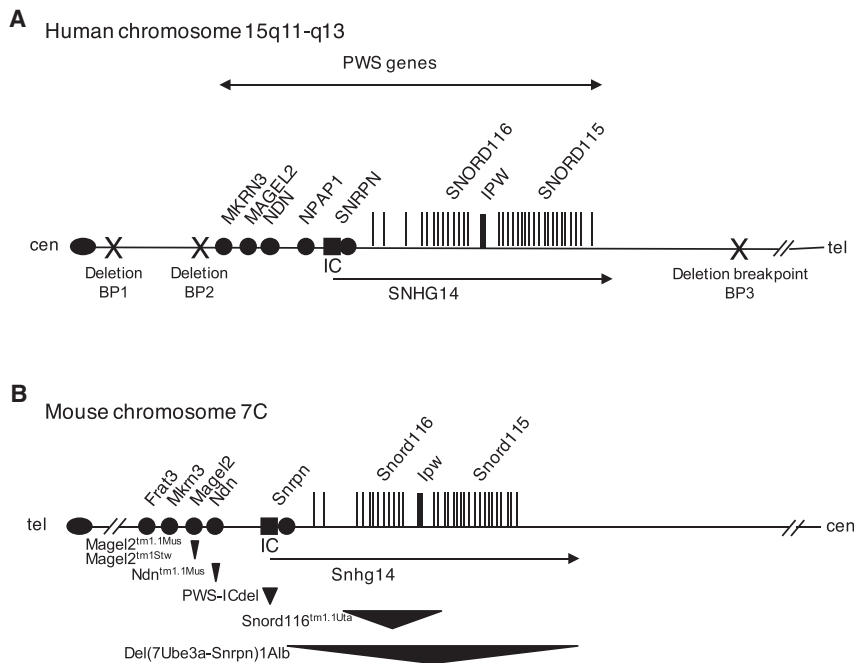 A
Human chromosome 15q11-q13
PWS genes
MKRN3
MAGEL2
NDN
NPAP1
SNRPN
SNORD116
IPW
SNORD115
cen
tel
Deletion
BP1
Deletion
BP2
IC
Deletion breakpoint
BP3
SNHG14
B
Mouse chromosome 7C
Frat3
Mkrn3
Magel2
Ndn
Snrpn
Snord116
Ipw
Snord115
tel
cen
Magel2tm1.1Mus
Magel2tm1Stw
IC
Ndntm1.1Mus
Snhg14
PWS-ICdel
Snord116tm1.1Uta
Del(7Ube3a-Snrpn)1Alb